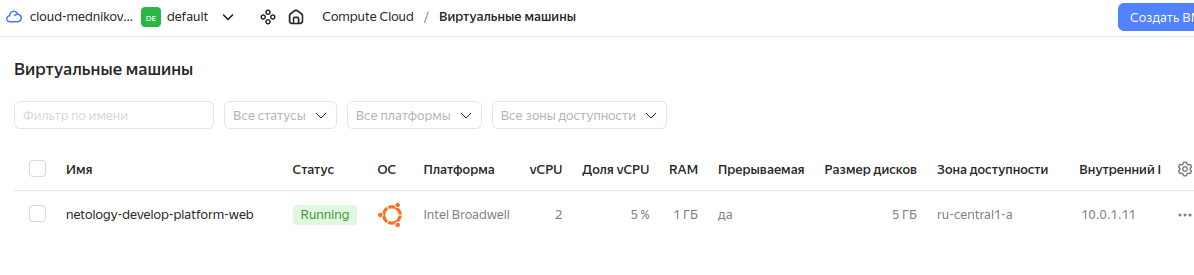 cloud-mednikov... DE default Compute Cloud / Виртуальные машины Создать ВМ
Виртуальные машины
Фильтр по имени Все статусы Все платформы Все зоны доступности
Имя Статус ОС Платформа vCPU Доля vCPU RAM Прерываемая Размер дисков Зона доступности Внутренний I
netology-develop-platform-web Running Intel Broadwell 2 5 % 1 ГБ да 5 ГБ ru-central1-a 10.0.1.11